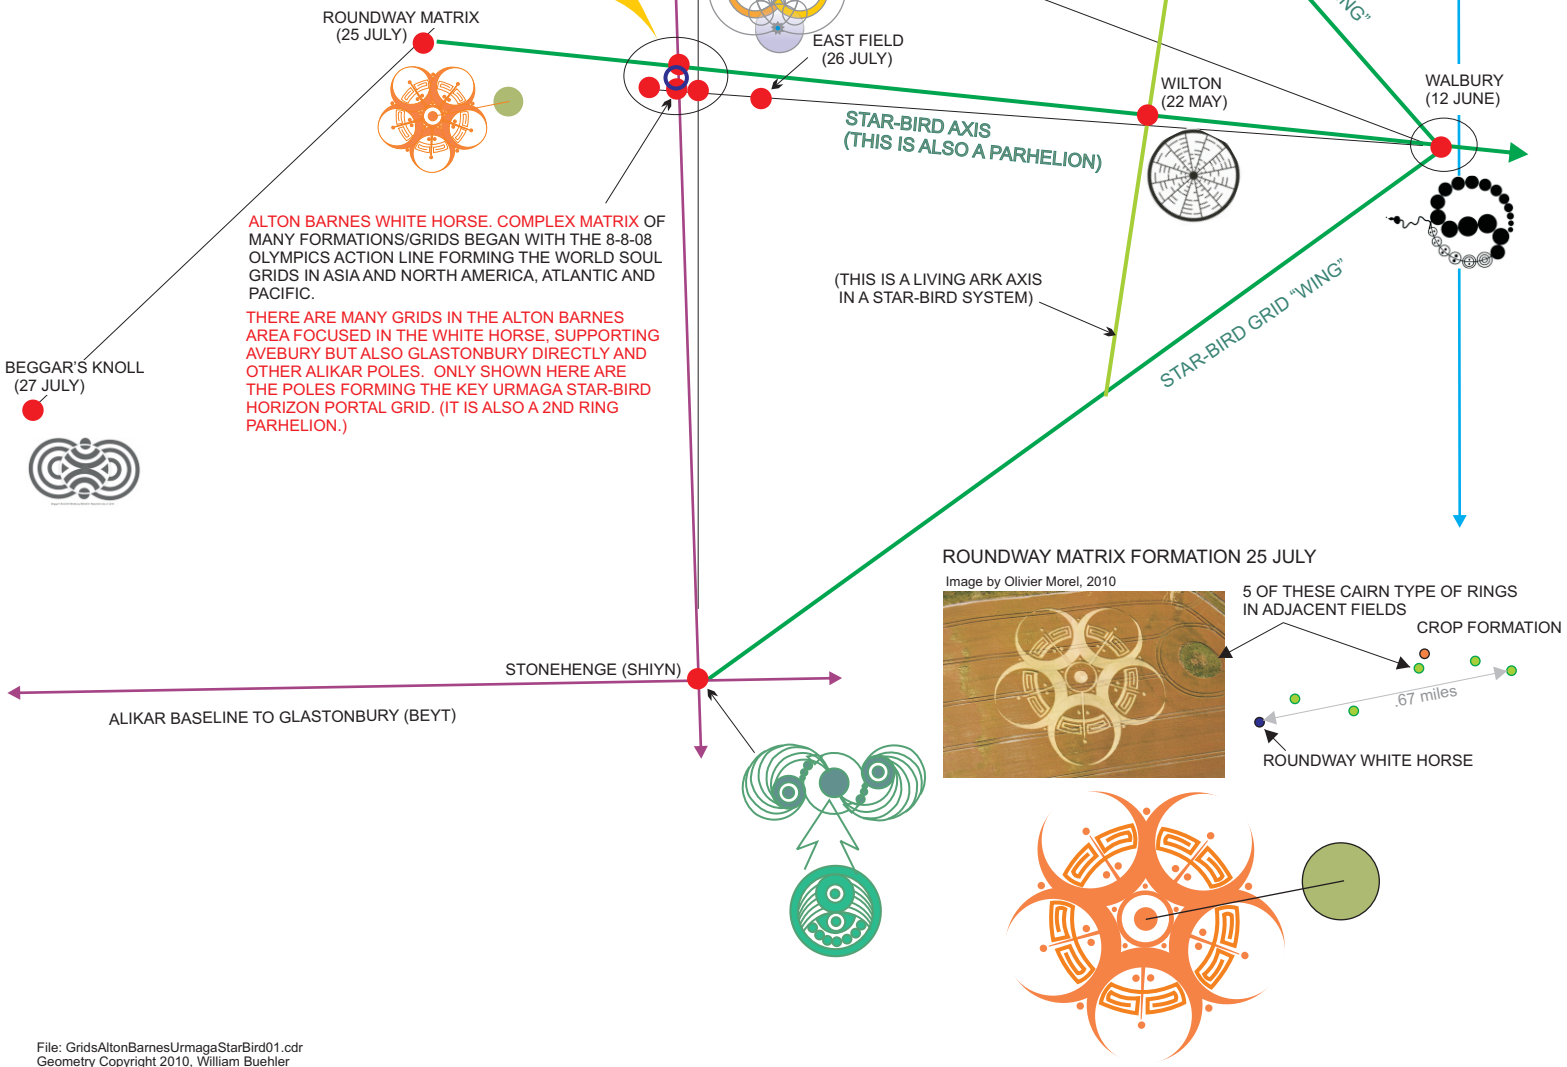 NG”
ROUNDWAY MATRIX
(25 JULY)
EAST FIELD
(26 JULY)
WILTON
(22 MAY)
WALBURY
(12 JUNE)
STAR-BIRD AXIS
(THIS IS ALSO A PARHELION)
ALTON BARNES WHITE HORSE. COMPLEX MATRIX OF
MANY FORMATIONS/GRIDS BEGAN WITH THE 8-8-08
OLYMPICS ACTION LINE FORMING THE WORLD SOUL
GRIDS IN ASIA AND NORTH AMERICA, ATLANTIC AND
PACIFIC.
THERE ARE MANY GRIDS IN THE ALTON BARNES
AREA FOCUSED IN THE WHITE HORSE, SUPPORTING
AVEBURY BUT ALSO GLASTONBURY DIRECTLY AND
OTHER ALIKAR POLES.  ONLY SHOWN HERE ARE
THE POLES FORMING THE KEY URMAGA STAR-BIRD
HORIZON PORTAL GRID. (IT IS ALSO A 2ND RING
PARHELION.)
(THIS IS A LIVING ARK AXIS
IN A STAR-BIRD SYSTEM)
STAR-BIRD GRID “WING”
BEGGAR’S KNOLL
(27 JULY)
STONEHENGE (SHIYN)
ALIKAR BASELINE TO GLASTONBURY (BEYT)
ROUNDWAY MATRIX FORMATION 25 JULY
Image by Olivier Morel, 2010
5 OF THESE CAIRN TYPE OF RINGS
IN ADJACENT FIELDS
CROP FORMATION
.67 miles
ROUNDWAY WHITE HORSE
File: GridsAltonBarnesUrmagaStarBird01.cdr
Geometry Copyright 2010, William Buehler